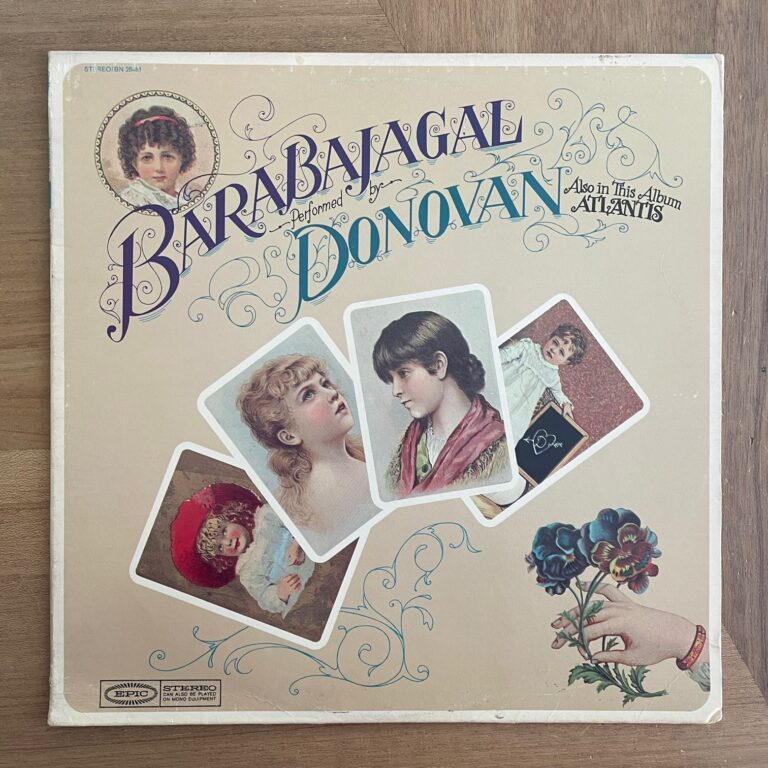 STEREO/BN
BARABAJAGAL
Performed by
DONOVAN
Also in This Album
ATLANTIS
EPIC
STEREO
CAN ALSO BE PLAYED
ON MONO EQUIPMENT